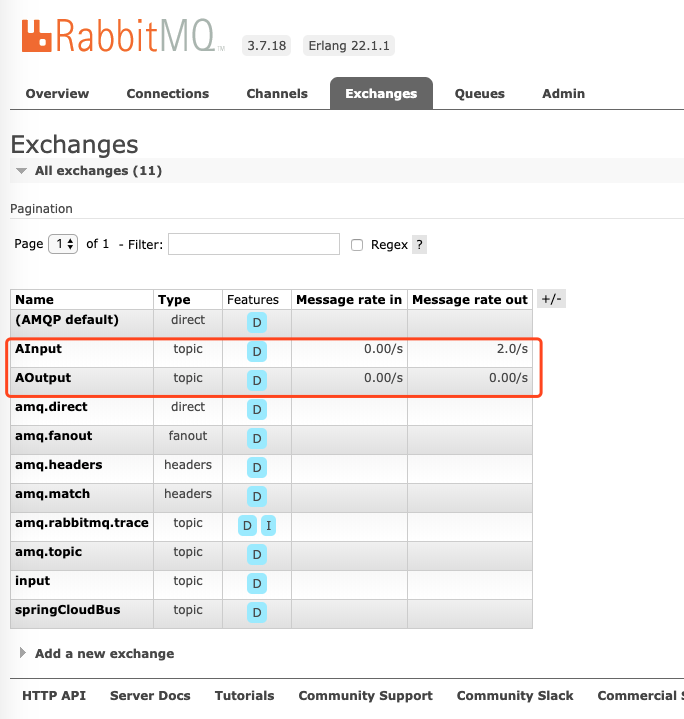 RabbitMQ TM 3.7.18 Erlang 22.1.1
Overview Connections Channels Exchanges Queues Admin
Exchanges
All exchanges (11)
Pagination
Page 1 of 1 - Filter: Regex ?
Name Type Features Message rate in Message rate out +/-
(AMQP default) direct D
AInput topic D 0.00/s 2.0/s
AOutput topic D 0.00/s 0.00/s
amq.direct direct D
amq.fanout fanout D
amq.headers headers D
amq.match headers D
amq.rabbitmq.trace topic D I
amq.topic topic D
input topic D
springCloudBus topic D
Add a new exchange
HTTP API Server Docs Tutorials Community Support Community Slack Commercial S